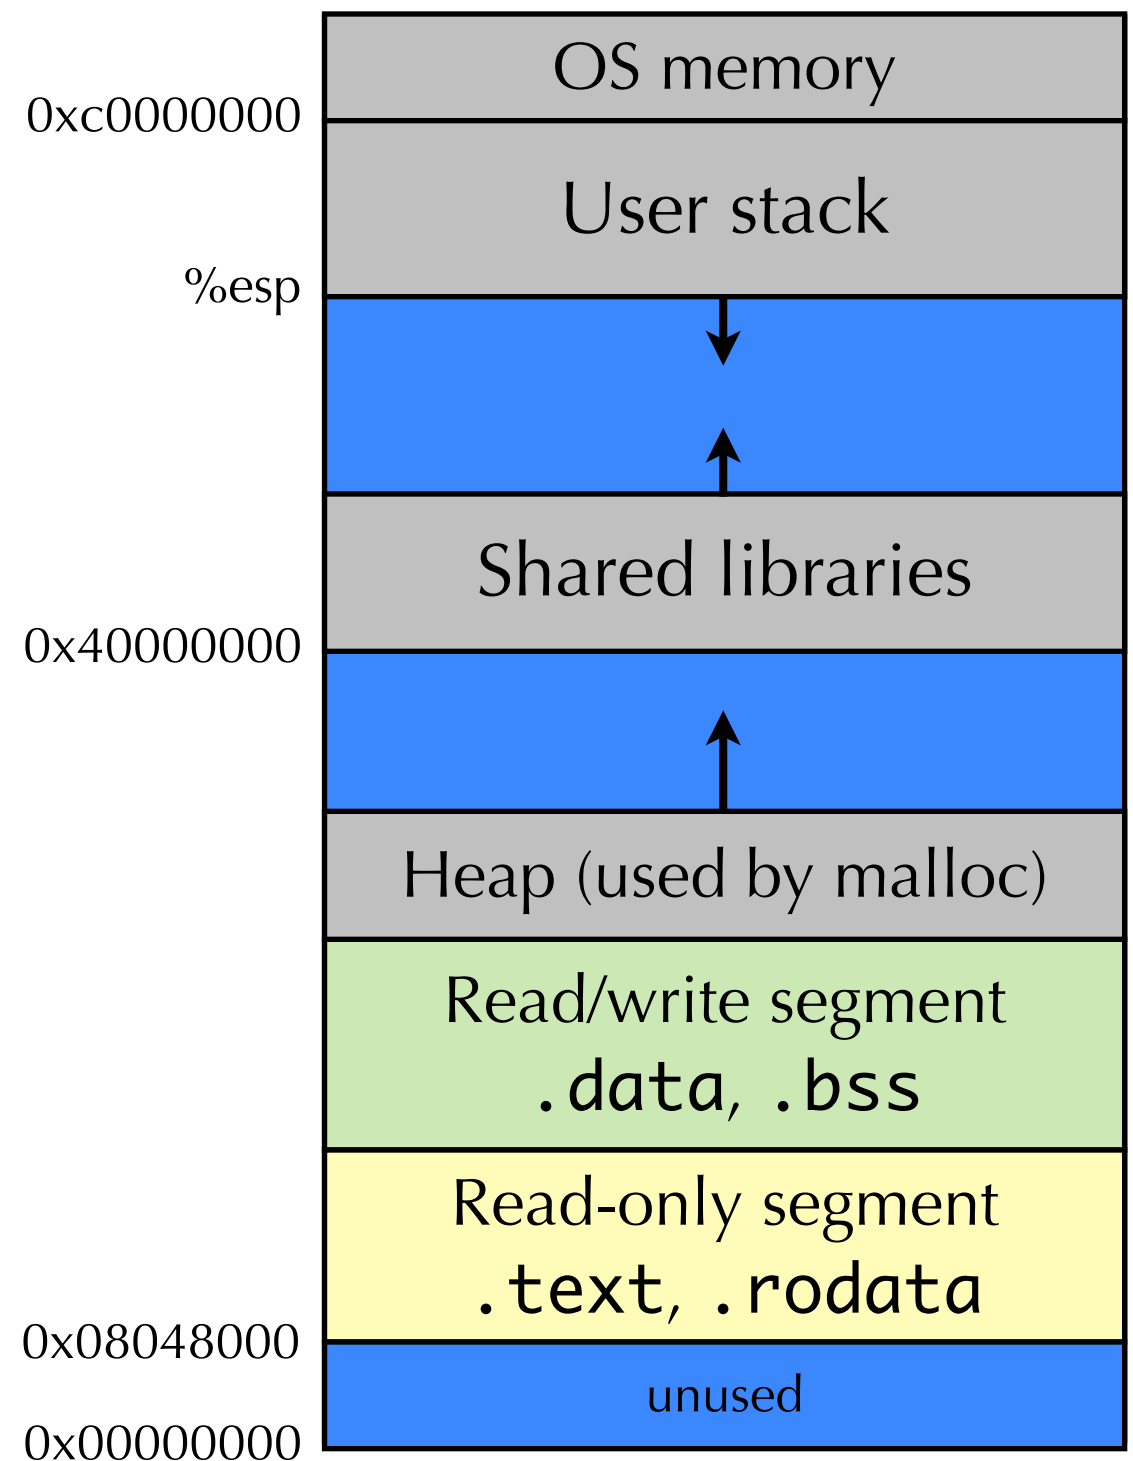 OS memory
0xc0000000
User stack
%esp
Shared libraries
0x40000000
Heap (used by malloc)
Read/write segment
.data, .bss
Read-only segment
.text, .rodata
0x08048000
unused
0x00000000